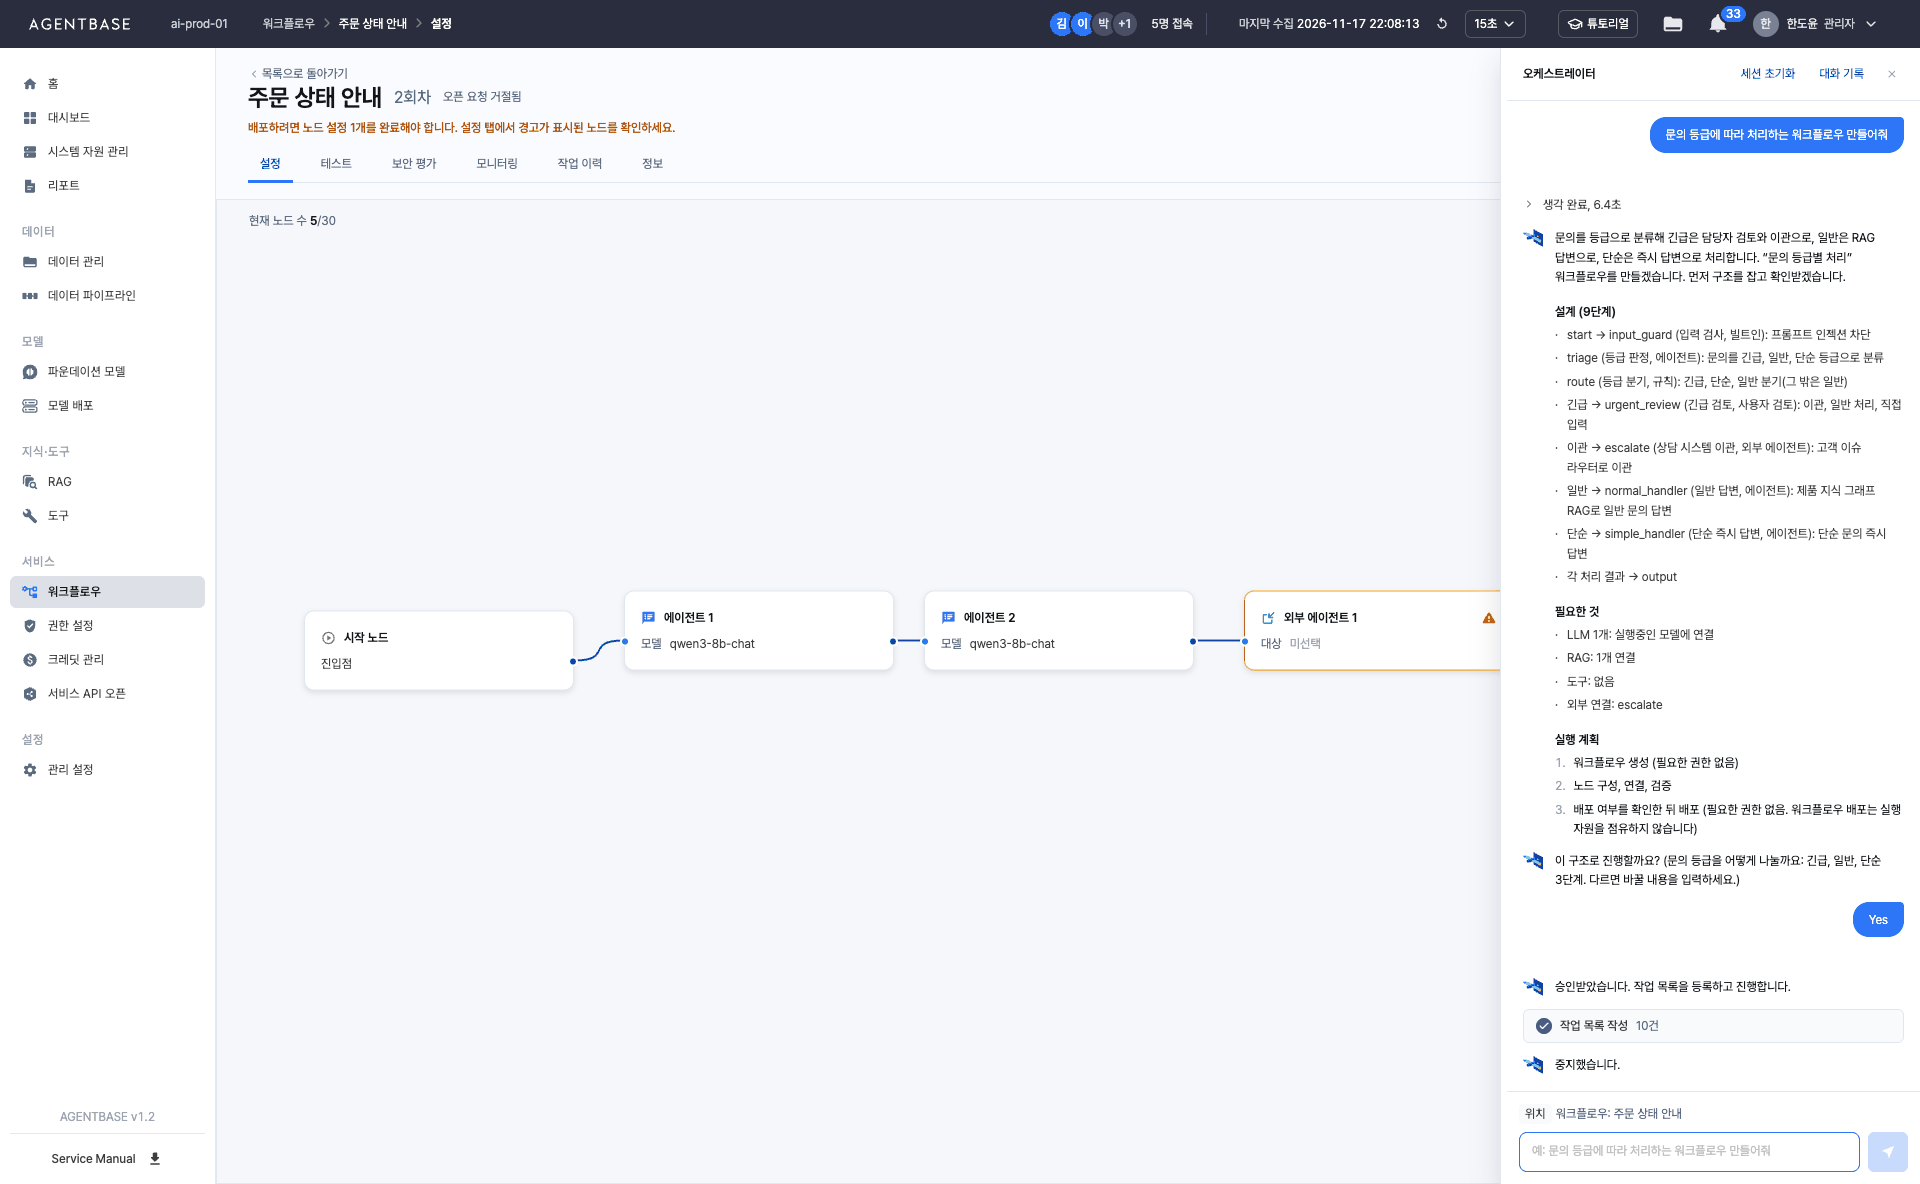 AGENTBASE
ai-prod-01
워크플로우 > 주문 상태 안내 > 설정
김 이 박 +1 5명 접속
마지막 수집 2026-11-17 22:08:13
15초
튜토리얼
33
한 한도윤 관리자
홈
대시보드
시스템 자원 관리
리포트
데이터
데이터 관리
데이터 파이프라인
모델
파운데이션 모델
모델 배포
지식·도구
RAG
도구
서비스
워크플로우
권한 설정
크레딧 관리
서비스 API 오픈
설정
관리 설정
AGENTBASE v1.2
Service Manual
목록으로 돌아가기
주문 상태 안내 2회차 오픈 요청 거절됨
배포하려면 노드 설정 1개를 완료해야 합니다. 설정 탭에서 경고가 표시된 노드를 확인하세요.
설정 테스트 보안 평가 모니터링 작업 이력 정보
현재 노드 수 5/30
시작 노드
진입점
에이전트 1
모델 qwen3-8b-chat
에이전트 2
모델 qwen3-8b-chat
외부 에이전트 1
대상 미선택
오케스트레이터
세션 초기화 대화 기록
문의 등급에 따라 처리하는 워크플로우 만들어줘
생각 완료, 6.4초
문의를 등급으로 분류해 긴급은 담당자 검토와 이관으로, 일반은 RAG
답변으로, 단순은 즉시 답변으로 처리합니다. “문의 등급별 처리”
워크플로우를 만들겠습니다. 먼저 구조를 잡고 확인받겠습니다.
설계 (9단계)
· start → input_guard (입력 검사, 빌트인): 프롬프트 인젝션 차단
· triage (등급 판정, 에이전트): 문의를 긴급, 일반, 단순 등급으로 분류
· route (등급 분기, 규칙): 긴급, 단순, 일반 분기(그 밖은 일반)
· 긴급 → urgent_review (긴급 검토, 사용자 검토): 이관, 일반 처리, 직접
입력
· 이관 → escalate (상담 시스템 이관, 외부 에이전트): 고객 이슈
라우터로 이관
· 일반 → normal_handler (일반 답변, 에이전트): 제품 지식 그래프
RAG로 일반 문의 답변
· 단순 → simple_handler (단순 즉시 답변, 에이전트): 단순 문의 즉시
답변
· 각 처리 결과 → output
필요한 것
· LLM 1개: 실행중인 모델에 연결
· RAG: 1개 연결
· 도구: 없음
· 외부 연결: escalate
실행 계획
1. 워크플로우 생성 (필요한 권한 없음)
2. 노드 구성, 연결, 검증
3. 배포 여부를 확인한 뒤 배포 (필요한 권한 없음. 워크플로우 배포는 실행
자원을 점유하지 않습니다)
이 구조로 진행할까요? (문의 등급을 어떻게 나눌까요: 긴급, 일반, 단순
3단계. 다르면 바꿀 내용을 입력하세요.)
Yes
승인받았습니다. 작업 목록을 등록하고 진행합니다.
작업 목록 작성 10건
중지했습니다.
위치 워크플로우: 주문 상태 안내
예: 문의 등급에 따라 처리하는 워크플로우 만들어줘